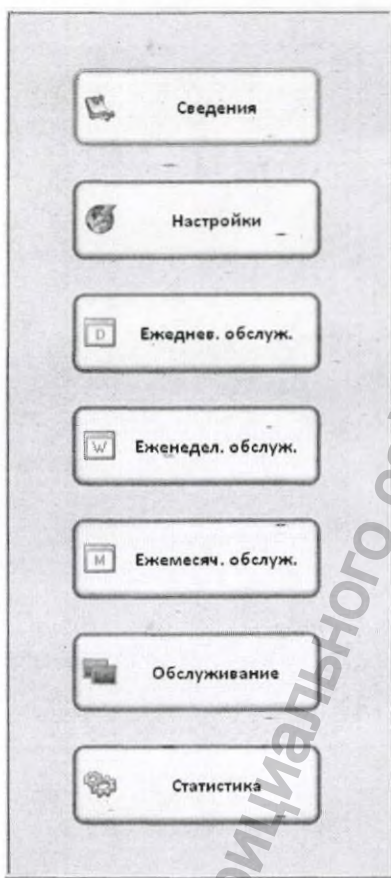 Сведения
Настройки
D Ежеднев. обслуж.
W Еженедел. обслуж.
M Ежемесяч. обслуж.
Обслуживание
Статистика